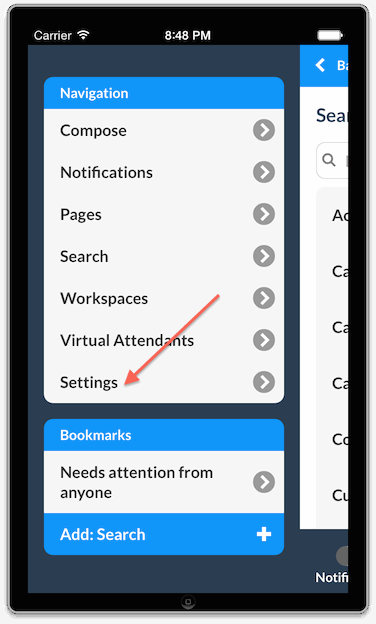 Carrier
8:48 PM
Navigation
Compose
Notifications
Pages
Search
Workspaces
Virtual Attendants
Settings
Bookmarks
Needs attention from
anyone
Add: Search
Ba
Sear
Ac
Ca
Ca
Ca
Co
Cu
Notifi